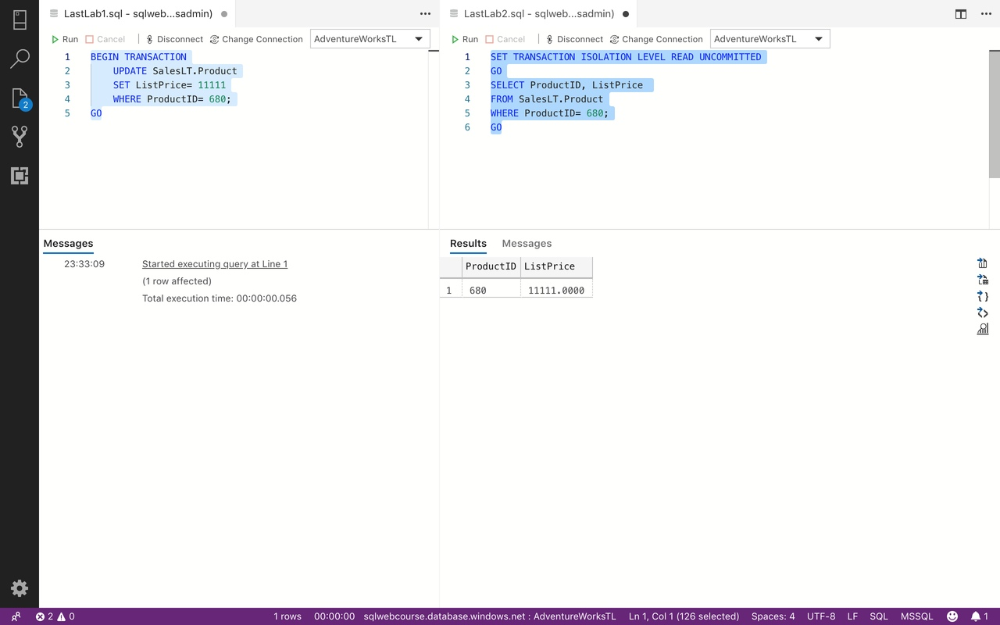 LastLab1.sql - sqlweb...sadmin)
Run Cancel Disconnect Change Connection AdventureWorksTL
1 BEGIN TRANSACTION
2 UPDATE SalesLT.Product
3 SET ListPrice= 11111
4 WHERE ProductID= 680;
5 GO
Messages
23:33:09 Started executing query at Line 1
(1 row affected)
Total execution time: 00:00:00.056
LastLab2.sql - sqlweb...sadmin)
Run Cancel Disconnect Change Connection AdventureWorksTL
1 SET TRANSACTION ISOLATION LEVEL READ UNCOMMITTED
2 GO
3 SELECT ProductID, ListPrice
4 FROM SalesLT.Product
5 WHERE ProductID= 680;
6 GO
Results Messages
ProductID ListPrice
1 680 11111.0000
2
2 0 1 rows 00:00:00 sqlwebcourse.database.windows.net : AdventureWorksTL Ln 1, Col 1 (126 selected) Spaces: 4 UTF-8 LF SQL MSSQL 1